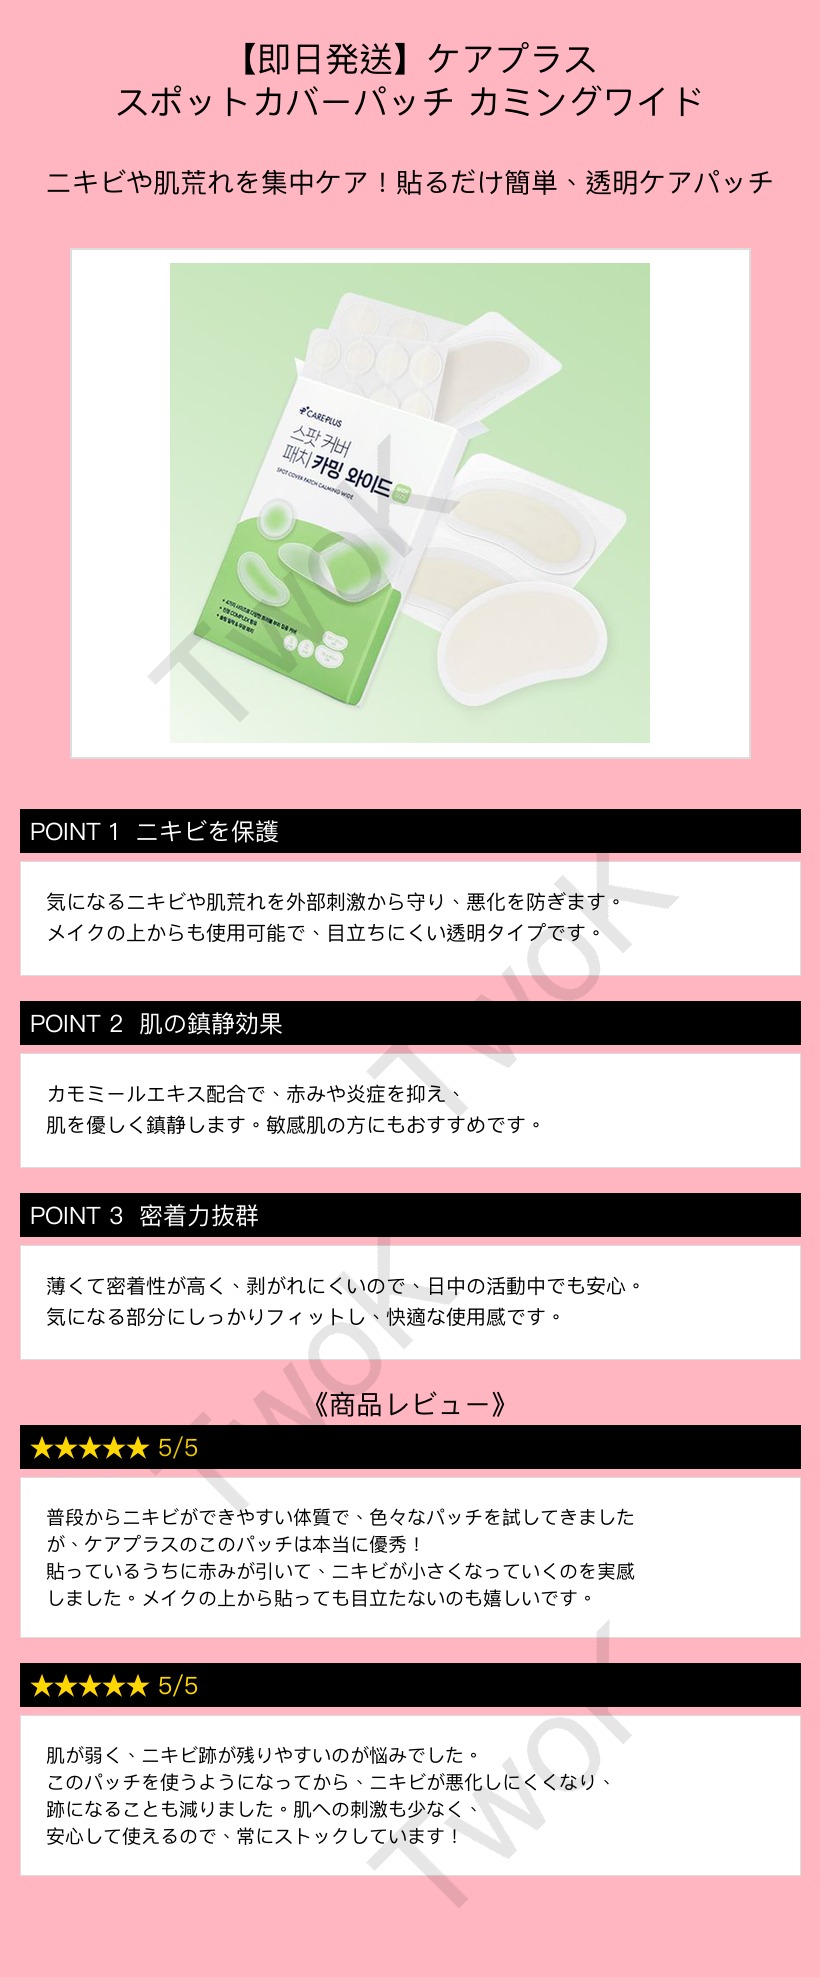 【即日発送】ケアプラス
スポットカバーパッチ カミングワイド
ニキビや肌荒れを集中ケア！貼るだけ簡単、透明ケアパッチ
CAREPLUS
스팟 커버
패치 카밍 와이드
SPOT COVER PATCH CALMING WIDE
TwoK
POINT 1 ニキビを保護
気になるニキビや肌荒れを外部刺激から守り、悪化を防ぎます。
メイクの上からも使用可能で、目立ちにくい透明タイプです。
TwoK
POINT 2 肌の鎮静効果
カモミールエキス配合で、赤みや炎症を抑え、
肌を優しく鎮静します。敏感肌の方にもおすすめです。
POINT 3 密着力抜群
薄くて密着性が高く、剥がれにくいので、日中の活動中でも安心。
気になる部分にしっかりフィットし、快適な使用感です。
TwoK
《商品レビュー》
★★★★★ 5/5
普段からニキビができやすい体質で、色々なパッチを試してきました
が、ケアプラスのこのパッチは本当に優秀！
貼っているうちに赤みが引いて、ニキビが小さくなっていくのを実感
しました。メイクの上から貼っても目立たないのも嬉しいです。
★★★★★ 5/5
肌が弱く、ニキビ跡が残りやすいのが悩みでした。
このパッチを使うようになってから、ニキビが悪化しにくくなり、
跡になることも減りました。肌への刺激も少なく、
安心して使えるので、常にストックしています！
TwoK